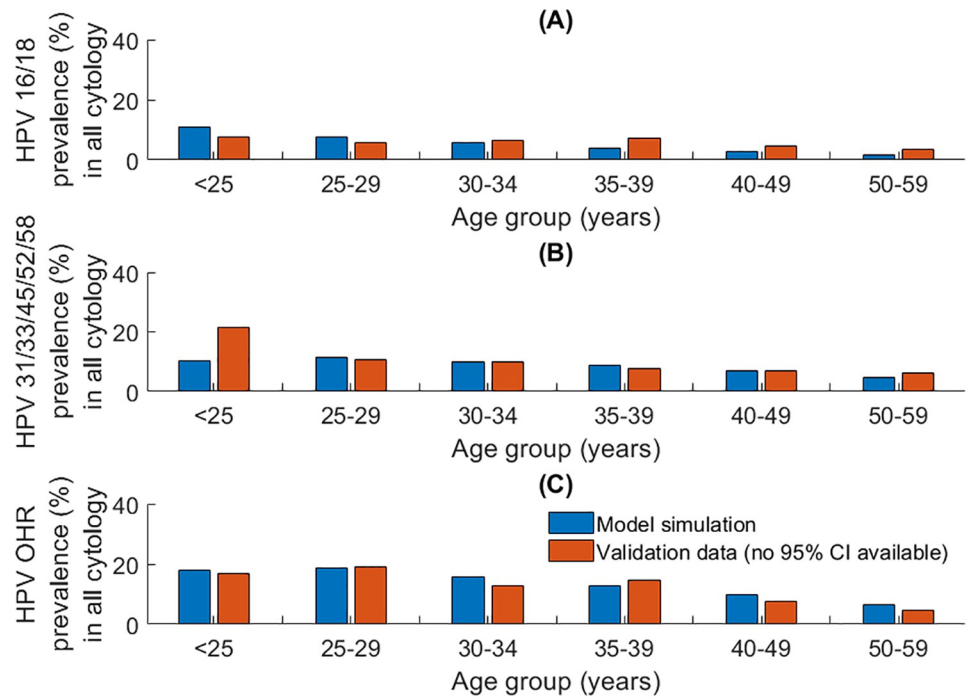 (A)
HPV 16/18
prevalence (%)
in all cytology
40
20
0
<25 25-29 30-34 35-39 40-49 50-59
Age group (years)
(B)
HPV 31/33/45/52/58
prevalence (%)
in all cytology
40
20
0
<25 25-29 30-34 35-39 40-49 50-59
Age group (years)
(C)
HPV OHR
prevalence (%)
in all cytology
40
20
0
Model simulation
Validation data (no 95% CI available)
<25 25-29 30-34 35-39 40-49 50-59
Age group (years)